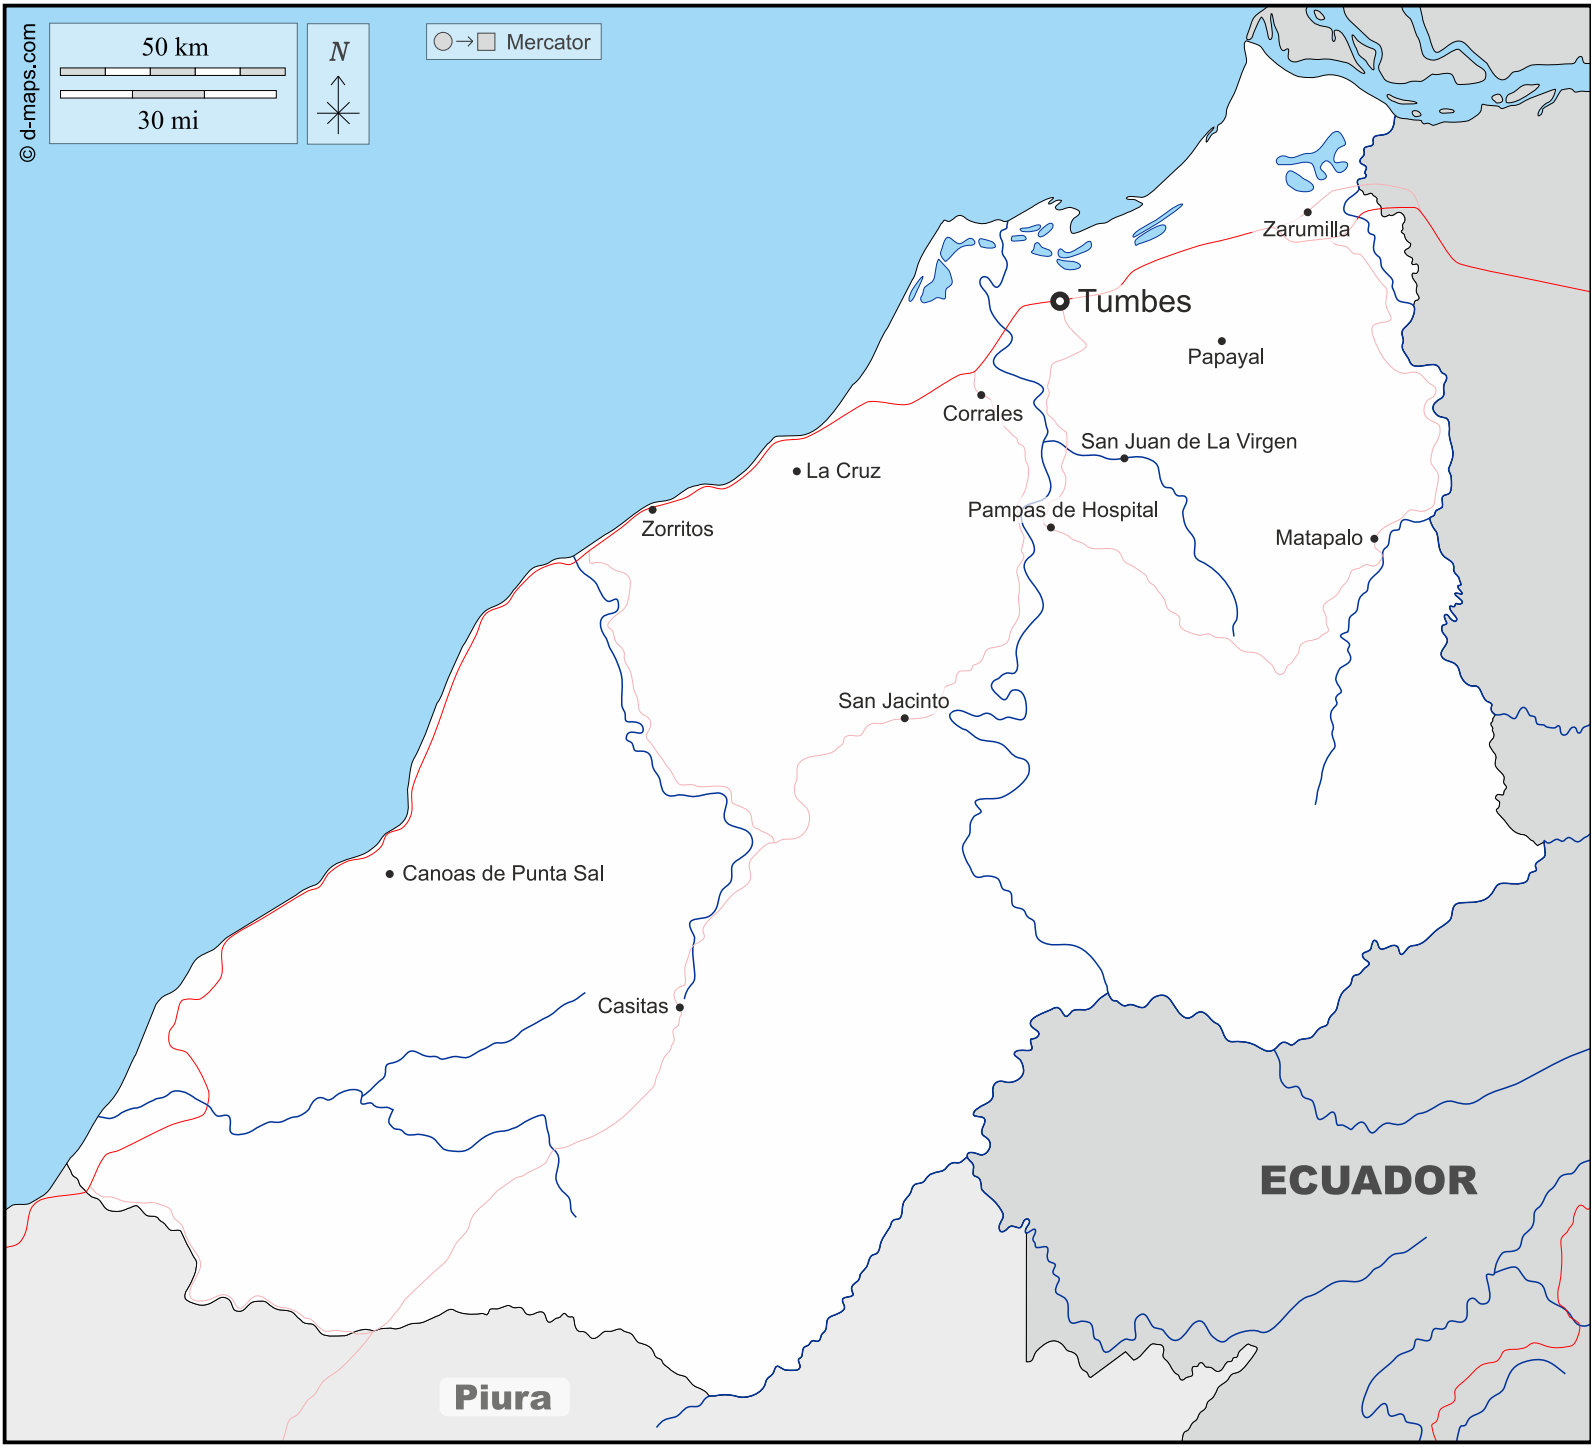 © d-maps.com
50 km
30 mi
N
Mercator
Zarumilla
Tumbes
Papayal
Corrales
San Juan de La Virgen
La Cruz
Pampas de Hospital
Zorritos
Matapalo
San Jacinto
Canoas de Punta Sal
Casitas
ECUADOR
Piura